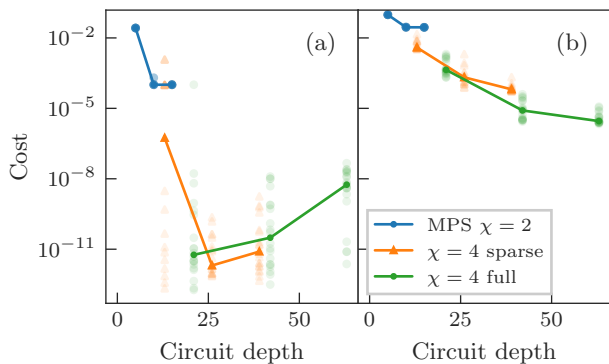 (a)
(b)
10⁻²
10⁻⁵
10⁻⁸
10⁻¹¹
Cost
MPS χ = 2
χ = 4 sparse
χ = 4 full
0 25 50 0 25 50
Circuit depth Circuit depth